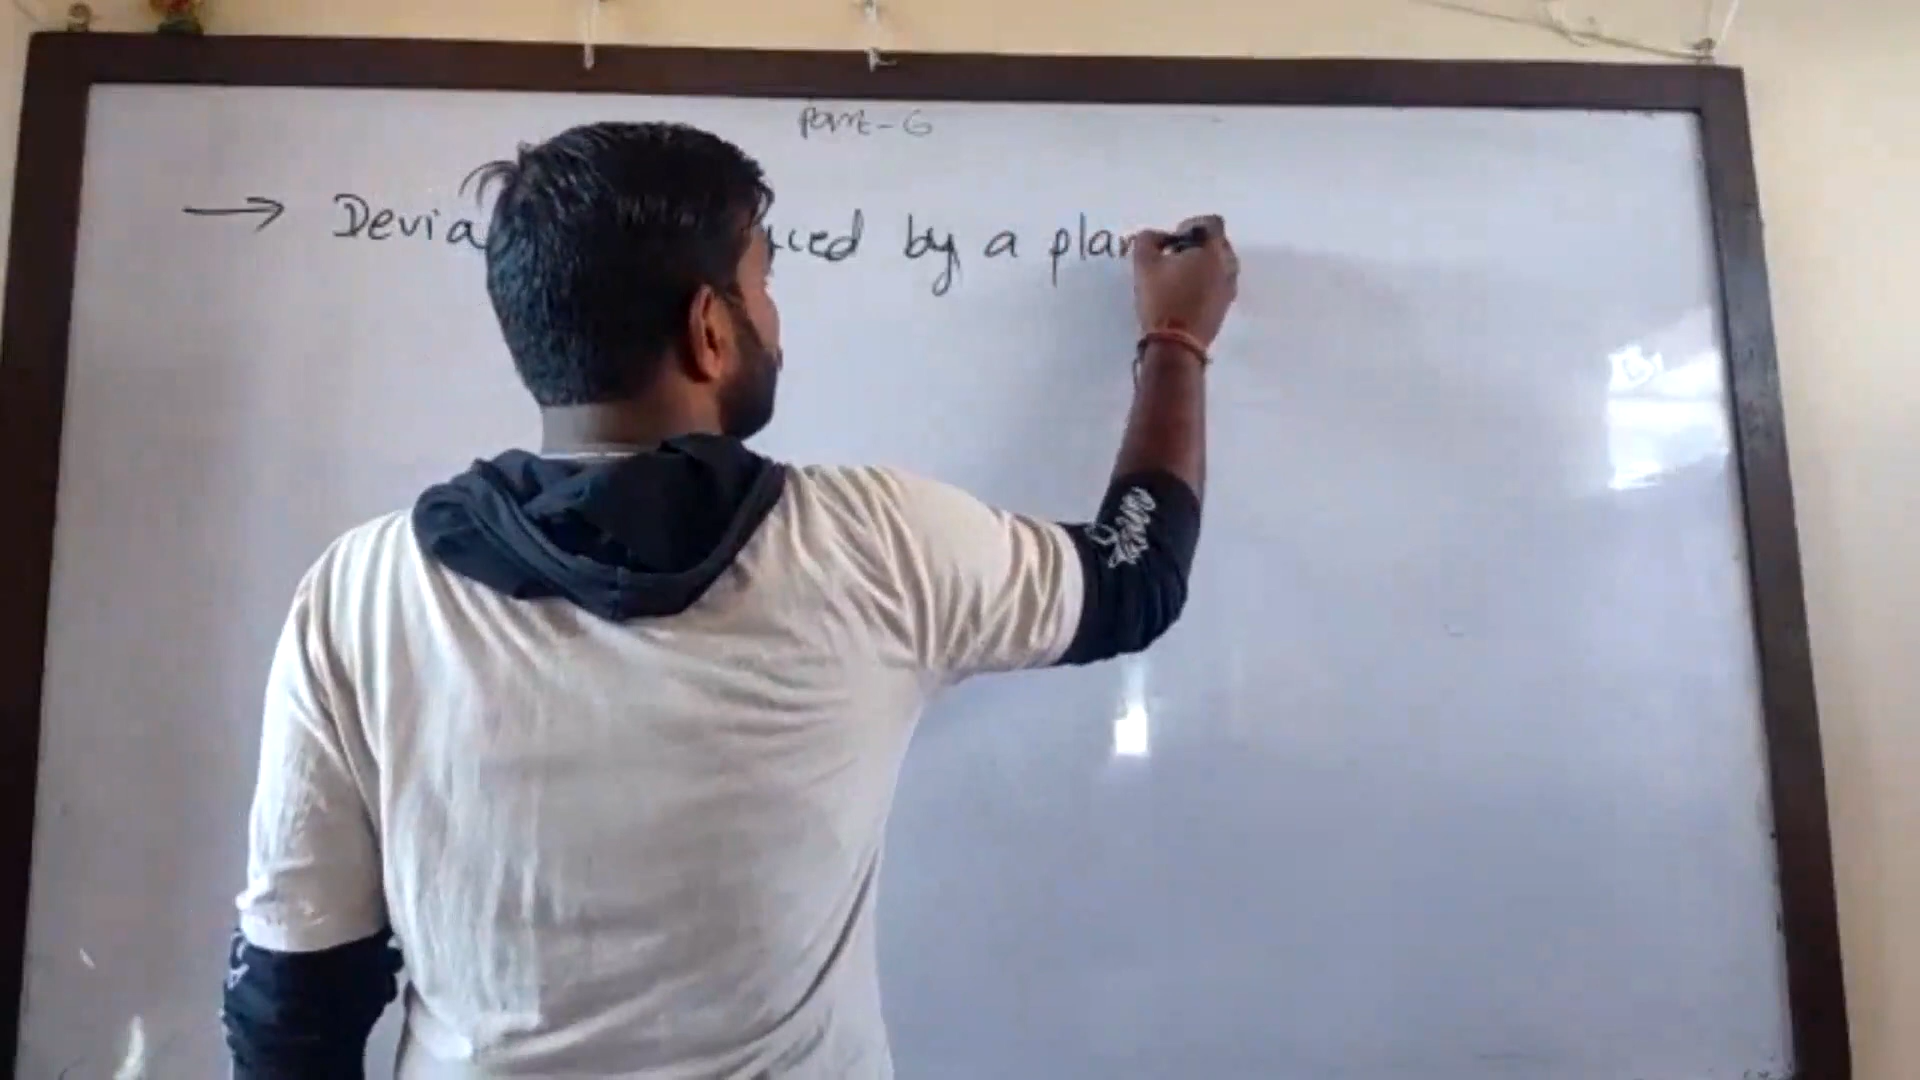 Part-6
→ Devia ced by a plan